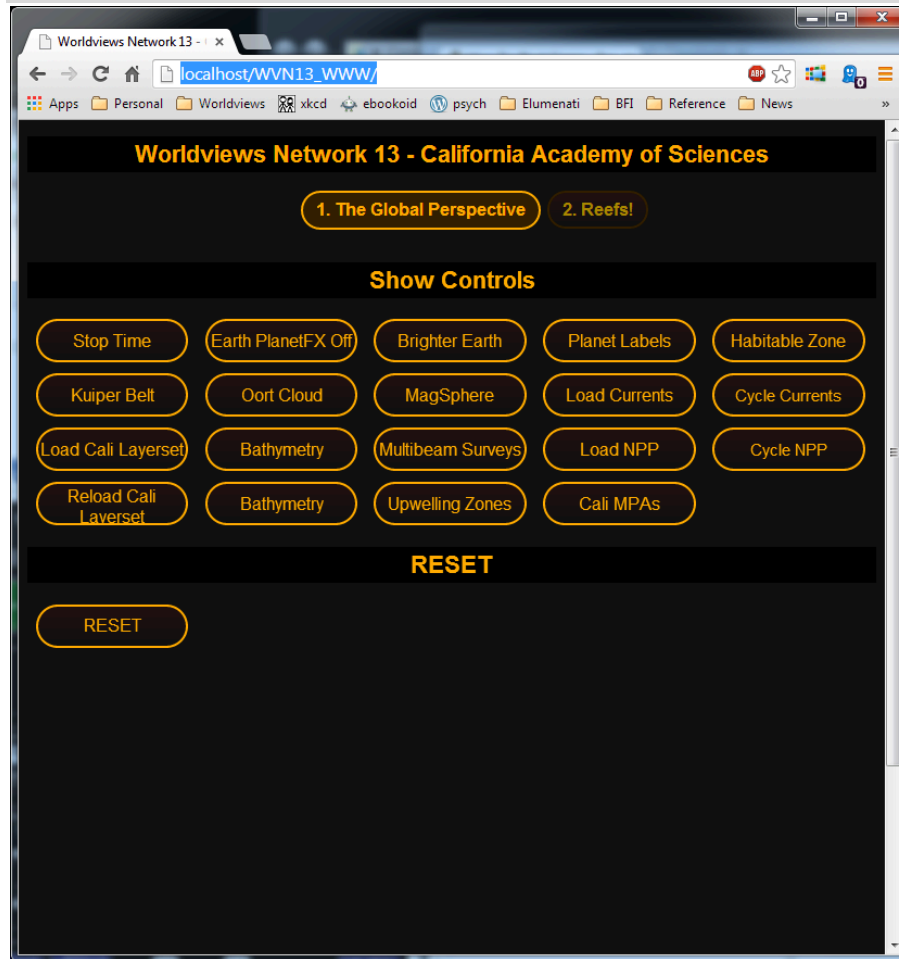 Worldviews Network 13 - 
localhost/WVN13_WWW/
ABP
0
Apps Personal Worldviews xkcd ebookoid psych Elumenati BFI Reference News »
Worldviews Network 13 - California Academy of Sciences
1. The Global Perspective 2. Reefs!
Show Controls
Stop Time Earth PlanetFX Off Brighter Earth Planet Labels Habitable Zone
Kuiper Belt Oort Cloud MagSphere Load Currents Cycle Currents
Load Cali Layerset Bathymetry Multibeam Surveys Load NPP Cycle NPP
Reload Cali
Layerset Bathymetry Upwelling Zones Cali MPAs
RESET
RESET